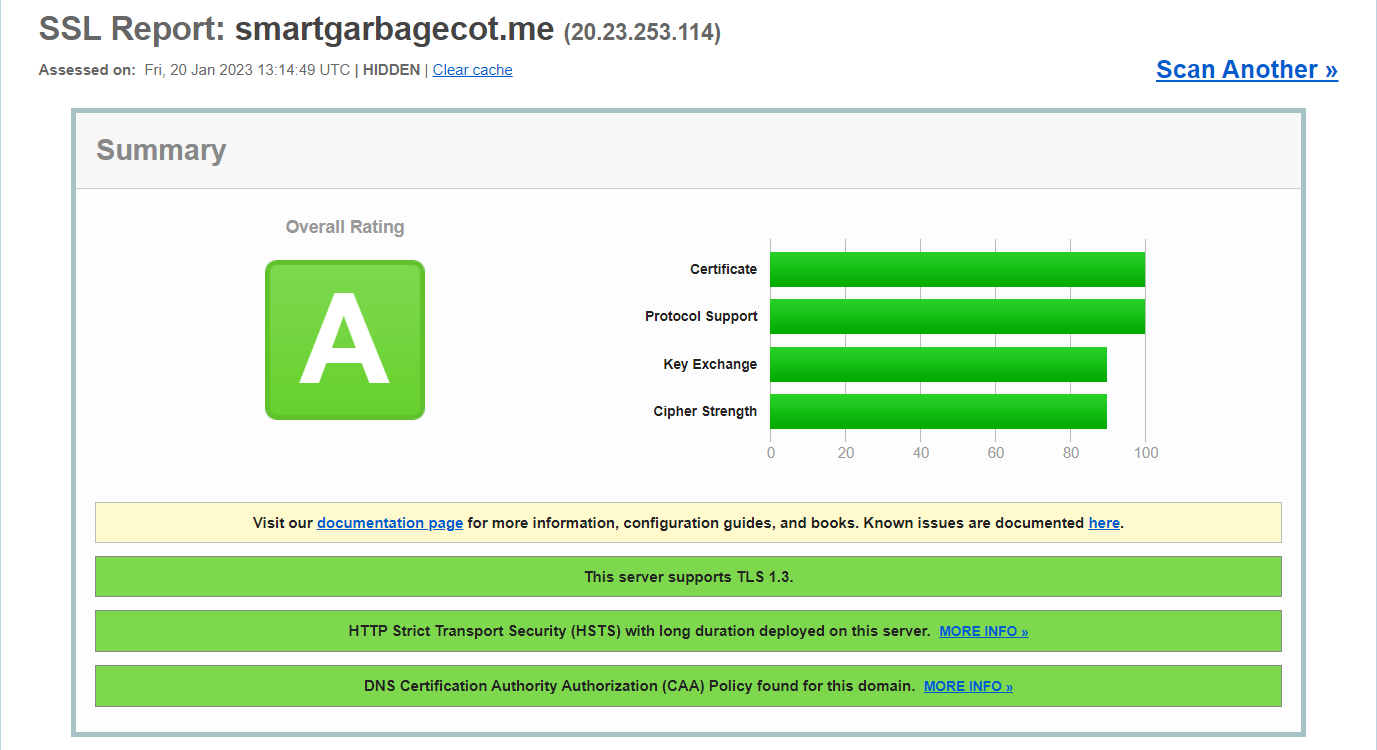 SSL Report: smartgarbagecot.me (20.23.253.114)
Assessed on: Fri, 20 Jan 2023 13:14:49 UTC | HIDDEN | Clear cache
Scan Another »
Summary
Overall Rating
A
Certificate
Protocol Support
Key Exchange
Cipher Strength
0 20 40 60 80 100
Visit our documentation page for more information, configuration guides, and books. Known issues are documented here.
This server supports TLS 1.3.
HTTP Strict Transport Security (HSTS) with long duration deployed on this server. MORE INFO »
DNS Certification Authority Authorization (CAA) Policy found for this domain. MORE INFO »